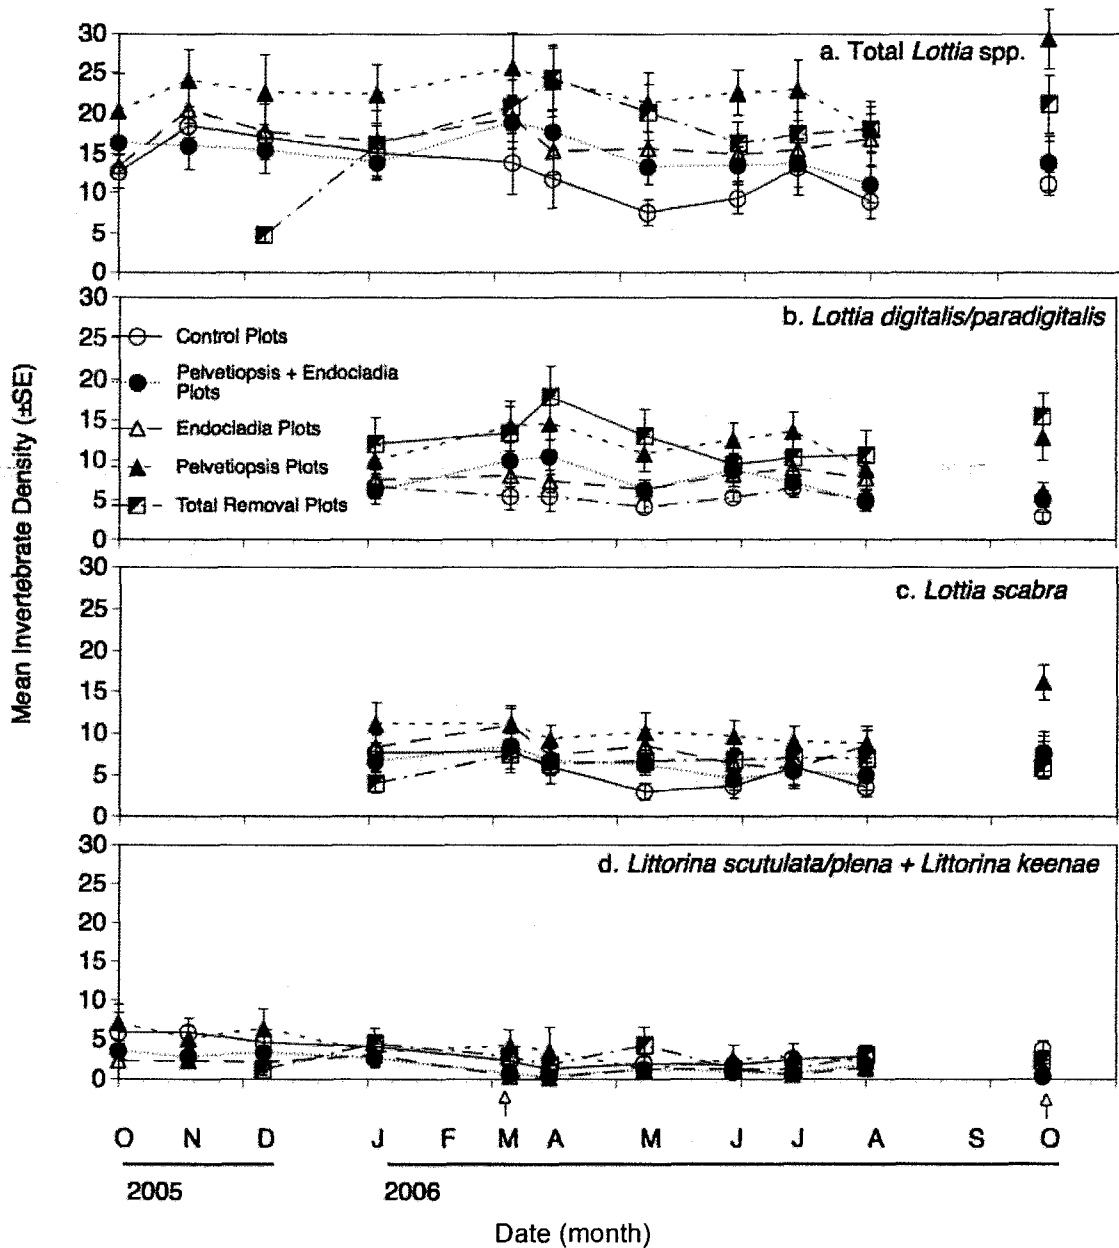 Mean Invertebrate Density (±SE)
30
25
20
15
10
5
0
a. Total Lottia spp.
30
25
20
15
10
5
0
b. Lottia digitalis/paradigitalis
Control Plots
Pelvetiopsis + Endocladia
Plots
Endocladia Plots
Pelvetiopsis Plots
Total Removal Plots
30
25
20
15
10
5
0
c. Lottia scabra
30
25
20
15
10
5
0
d. Littorina scutulata/plena + Littorina keenae
O N D J F M A M J J A S O
2005 2006
Date (month)